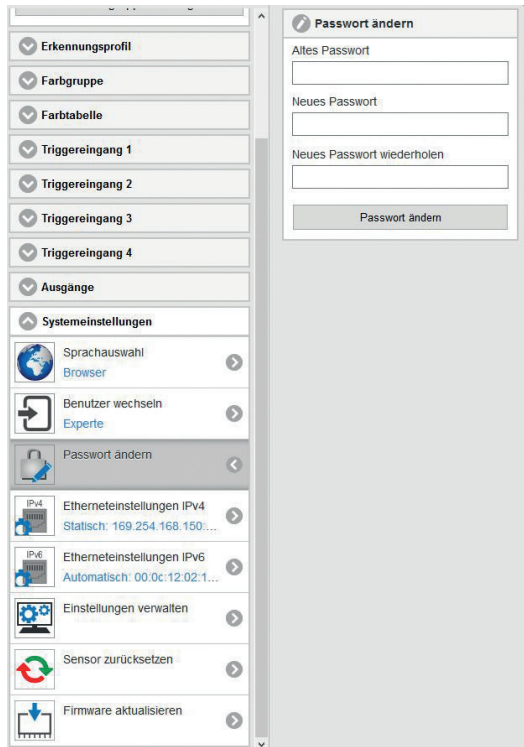 Erkennungsprofil
Farbgruppe
Farbtabelle
Triggereingang 1
Triggereingang 2
Triggereingang 3
Triggereingang 4
Ausgänge
Systemeinstellungen
Sprachauswahl
Browser
Benutzer wechseln
Experte
Passwort ändern
IPv4
Etherneteinstellungen IPv4
Statisch: 169.254.168.150:...
IPv6
Etherneteinstellungen IPv6
Automatisch: 00:0c:12:02:1...
Einstellungen verwalten
Sensor zurücksetzen
Firmware aktualisieren
Passwort ändern
Altes Passwort
Neues Passwort
Neues Passwort wiederholen
Passwort ändern